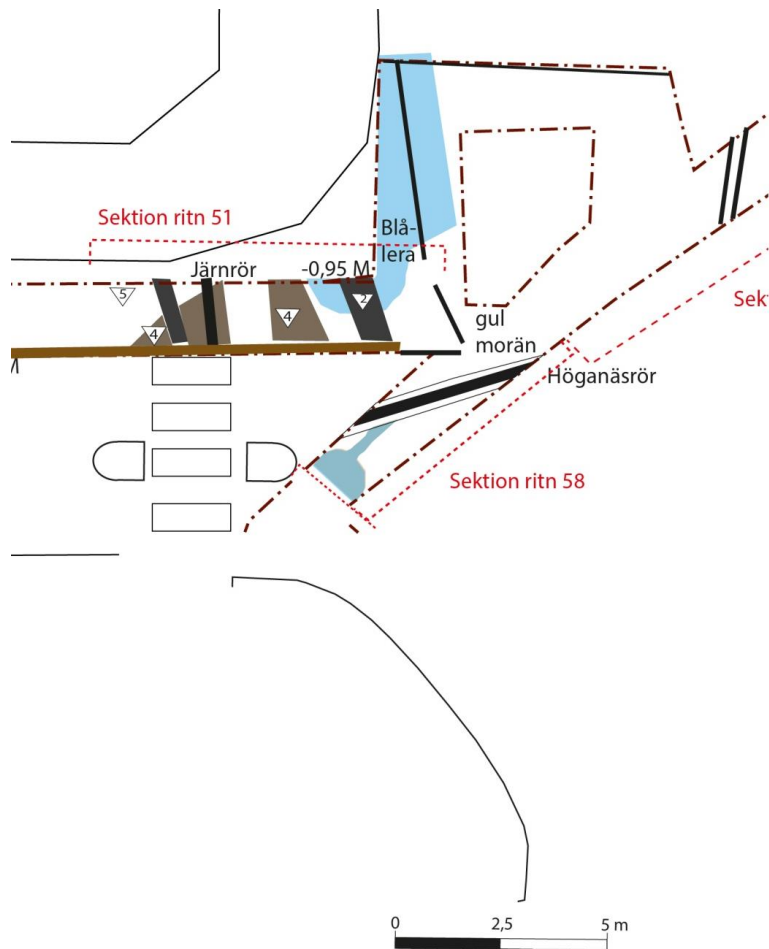 Sektion ritn 51
Blå-
lera
Järnrör
-0,95 M
5
4
4
2
gul
morän
Sekt
Höganäsrör
M
Sektion ritn 58
0
2,5
5 m